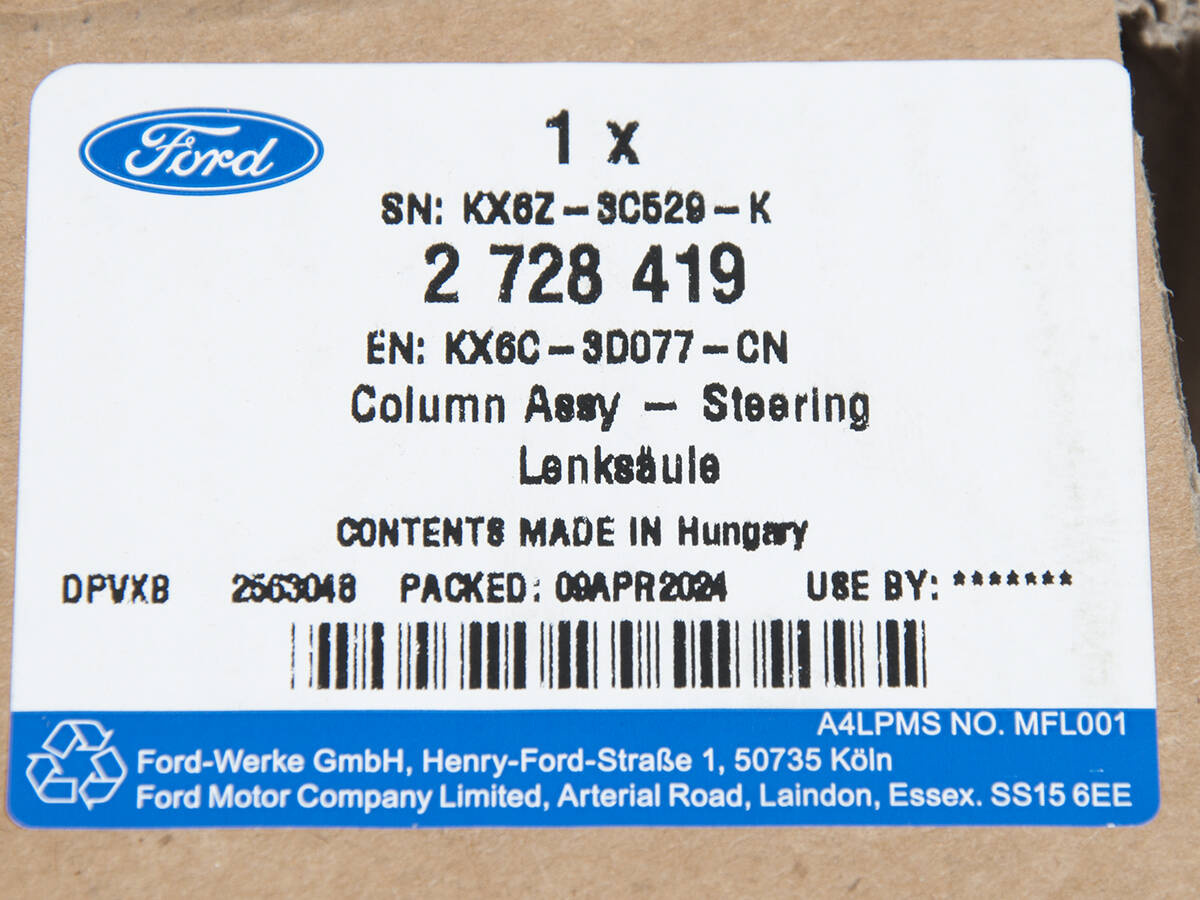 Ford
1 x
SN: KX6Z-3C529-K
2 728 419
EN: KX6C-3D077-CN
Column Assy - Steering
Lenksäule
CONTENTS MADE IN Hungary
DPVXB 2563048 PACKED: 09APR2024 USE BY: *******
A4LPMS NO. MFL001
Ford-Werke GmbH, Henry-Ford-Straße 1, 50735 Köln
Ford Motor Company Limited, Arterial Road, Laindon, Essex. SS15 6EE